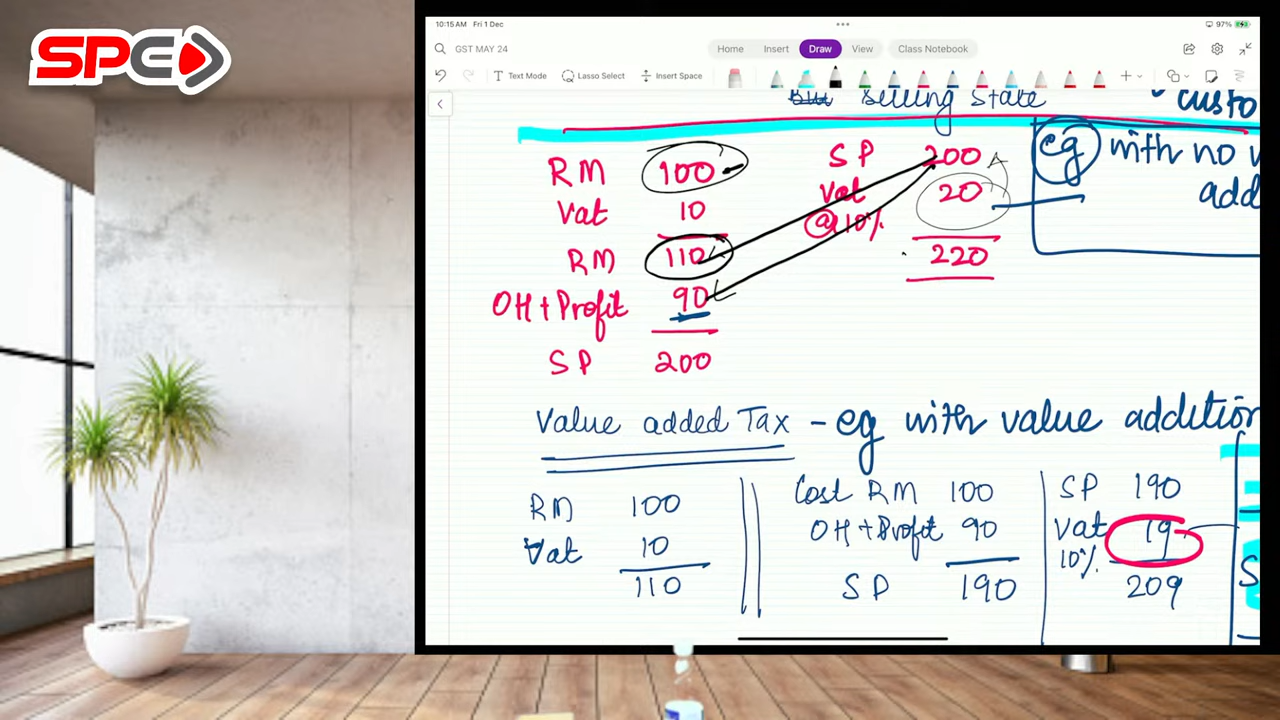 SPED
10:15 AM Fri 1 Dec
97%
GST MAY 24
Home Insert Draw View Class Notebook
Text Mode Lasso Select Insert Space
Selling State
custo
RM 100
Vat 10
RM 110
OH + Profit 90
SP 200
SP 200
Vat 20
@ 10%
220
eg with no v
add
Value added Tax - eg with value addition
RM 100
Vat 10
110
Cost RM 100
OH + Profit 90
SP 190
SP 190
Vat 19
10%
209
S